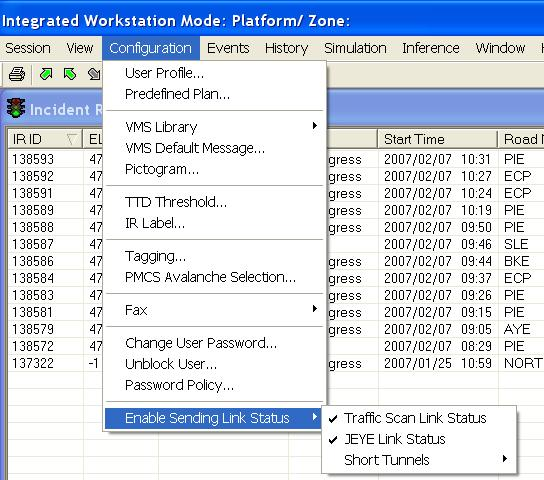 Integrated Workstation Mode: Platform/ Zone:
Session View Configuration Events History Simulation Inference Window
Incident
User Profile...
Predefined Plan...
VMS Library
VMS Default Message...
Pictogram...
TTD Threshold...
IR Label...
Tagging...
PMCS Avalanche Selection...
Fax
Change User Password...
Unblock User...
Password Policy...
Enable Sending Link Status
Traffic Scan Link Status
JEYE Link Status
Short Tunnels
IR ID EL Start Time Road N
138593 47 gress 2007/02/07 10:31 PIE
138592 47 gress 2007/02/07 10:27 ECP
138591 47 gress 2007/02/07 10:24 ECP
138589 47 gress 2007/02/07 10:19 PIE
138588 47 gress 2007/02/07 09:50 PIE
138587 47 2007/02/07 09:46 SLE
138586 47 gress 2007/02/07 09:44 BKE
138584 47 gress 2007/02/07 09:37 ECP
138583 47 gress 2007/02/07 09:26 PIE
138581 47 gress 2007/02/07 09:15 PIE
138579 47 gress 2007/02/07 09:05 AYE
138572 47 2007/02/07 08:29 PIE
137322 -1 gress 2007/01/25 10:59 NORT